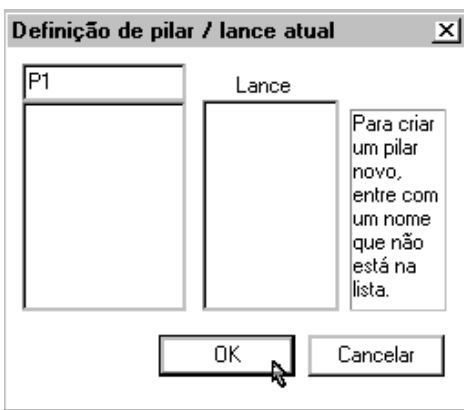 Definição de pilar / lance atual
P1
Lance
Para criar
um pilar
novo,
entre com
um nome
que não
está na
lista.
OK
Cancelar